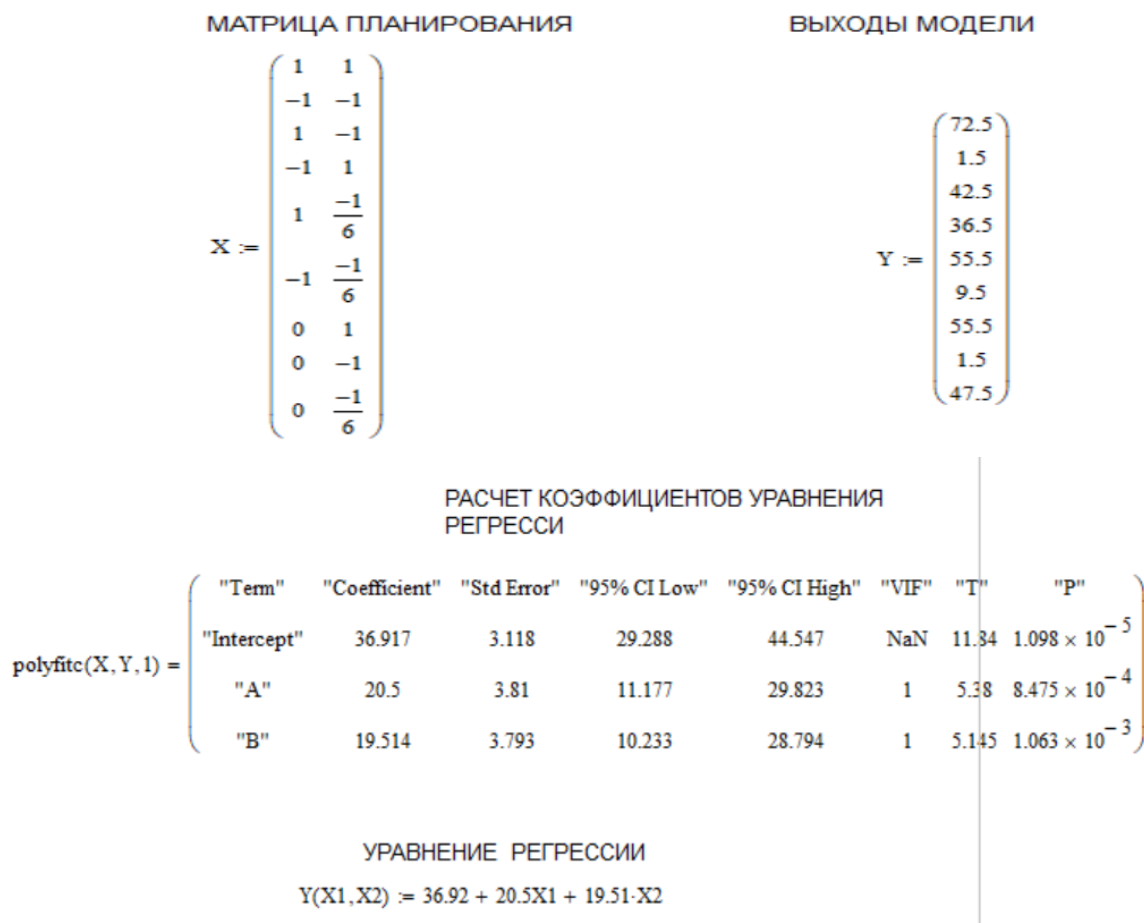 МАТРИЦА ПЛАНИРОВАНИЯ
ВЫХОДЫ МОДЕЛИ
X :=
1 1
-1 -1
1 -1
-1 1
1 -1/6
-1 -1/6
0 1
0 -1
0 -1/6
Y :=
72.5
1.5
42.5
36.5
55.5
9.5
55.5
1.5
47.5
РАСЧЕТ КОЭФФИЦИЕНТОВ УРАВНЕНИЯ
РЕГРЕССИ
polyfitc(X, Y, 1) =
"Term" "Coefficient" "Std Error" "95% CI Low" "95% CI High" "VIF" "T" "P"
"Intercept" 36.917 3.118 29.288 44.547 NaN 11.84 1.098 × 10^-5
"A" 20.5 3.81 11.177 29.823 1 5.38 8.475 × 10^-4
"B" 19.514 3.793 10.233 28.794 1 5.145 1.063 × 10^-3
УРАВНЕНИЕ РЕГРЕССИИ
Y(X1, X2) := 36.92 + 20.5X1 + 19.51·X2